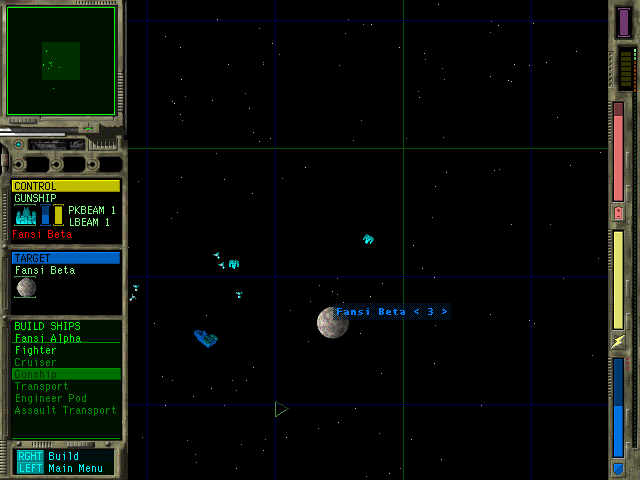 CONTROL
GUNSHIP
PKBEAM 1
LBEAM 1
Fansi Beta
TARGET
Fansi Beta
Fansi Beta < 3 >
BUILD SHIPS
Fansi Alpha
Fighter
Cruiser
Gunship
Transport
Engineer Pod
Assault Transport
RGHT Build
LEFT Main Menu